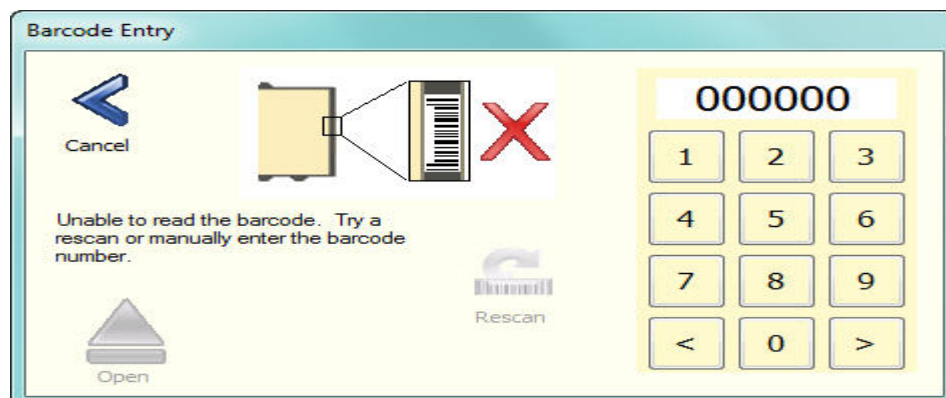 Barcode Entry
Cancel
000000
1 2 3
Unable to read the barcode. Try a
rescan or manually enter the barcode
number.
4 5 6
7 8 9
Rescan
< 0 >
Open